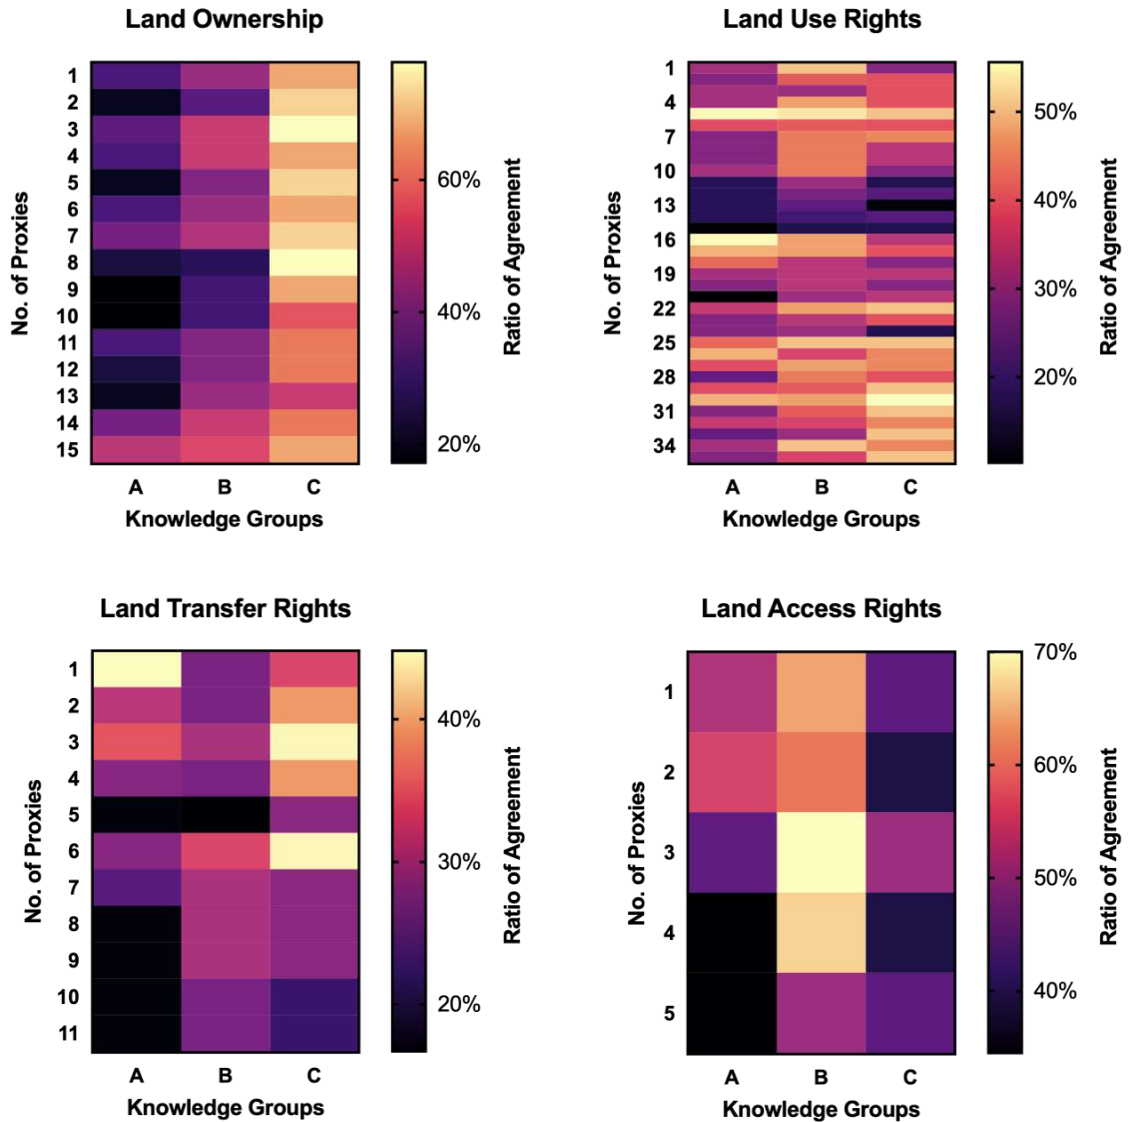 Land Ownership
1
2
3
4
5
6
7
8
9
10
11
12
13
14
15
No. of Proxies
A B C
Knowledge Groups
60%
40%
20%
Ratio of Agreement
Land Use Rights
1
4
7
10
13
16
19
22
25
28
31
34
No. of Proxies
A B C
Knowledge Groups
50%
40%
30%
20%
Ratio of Agreement
Land Transfer Rights
1
2
3
4
5
6
7
8
9
10
11
No. of Proxies
A B C
Knowledge Groups
40%
30%
20%
Ratio of Agreement
Land Access Rights
1
2
3
4
5
No. of Proxies
A B C
Knowledge Groups
70%
60%
50%
40%
Ratio of Agreement